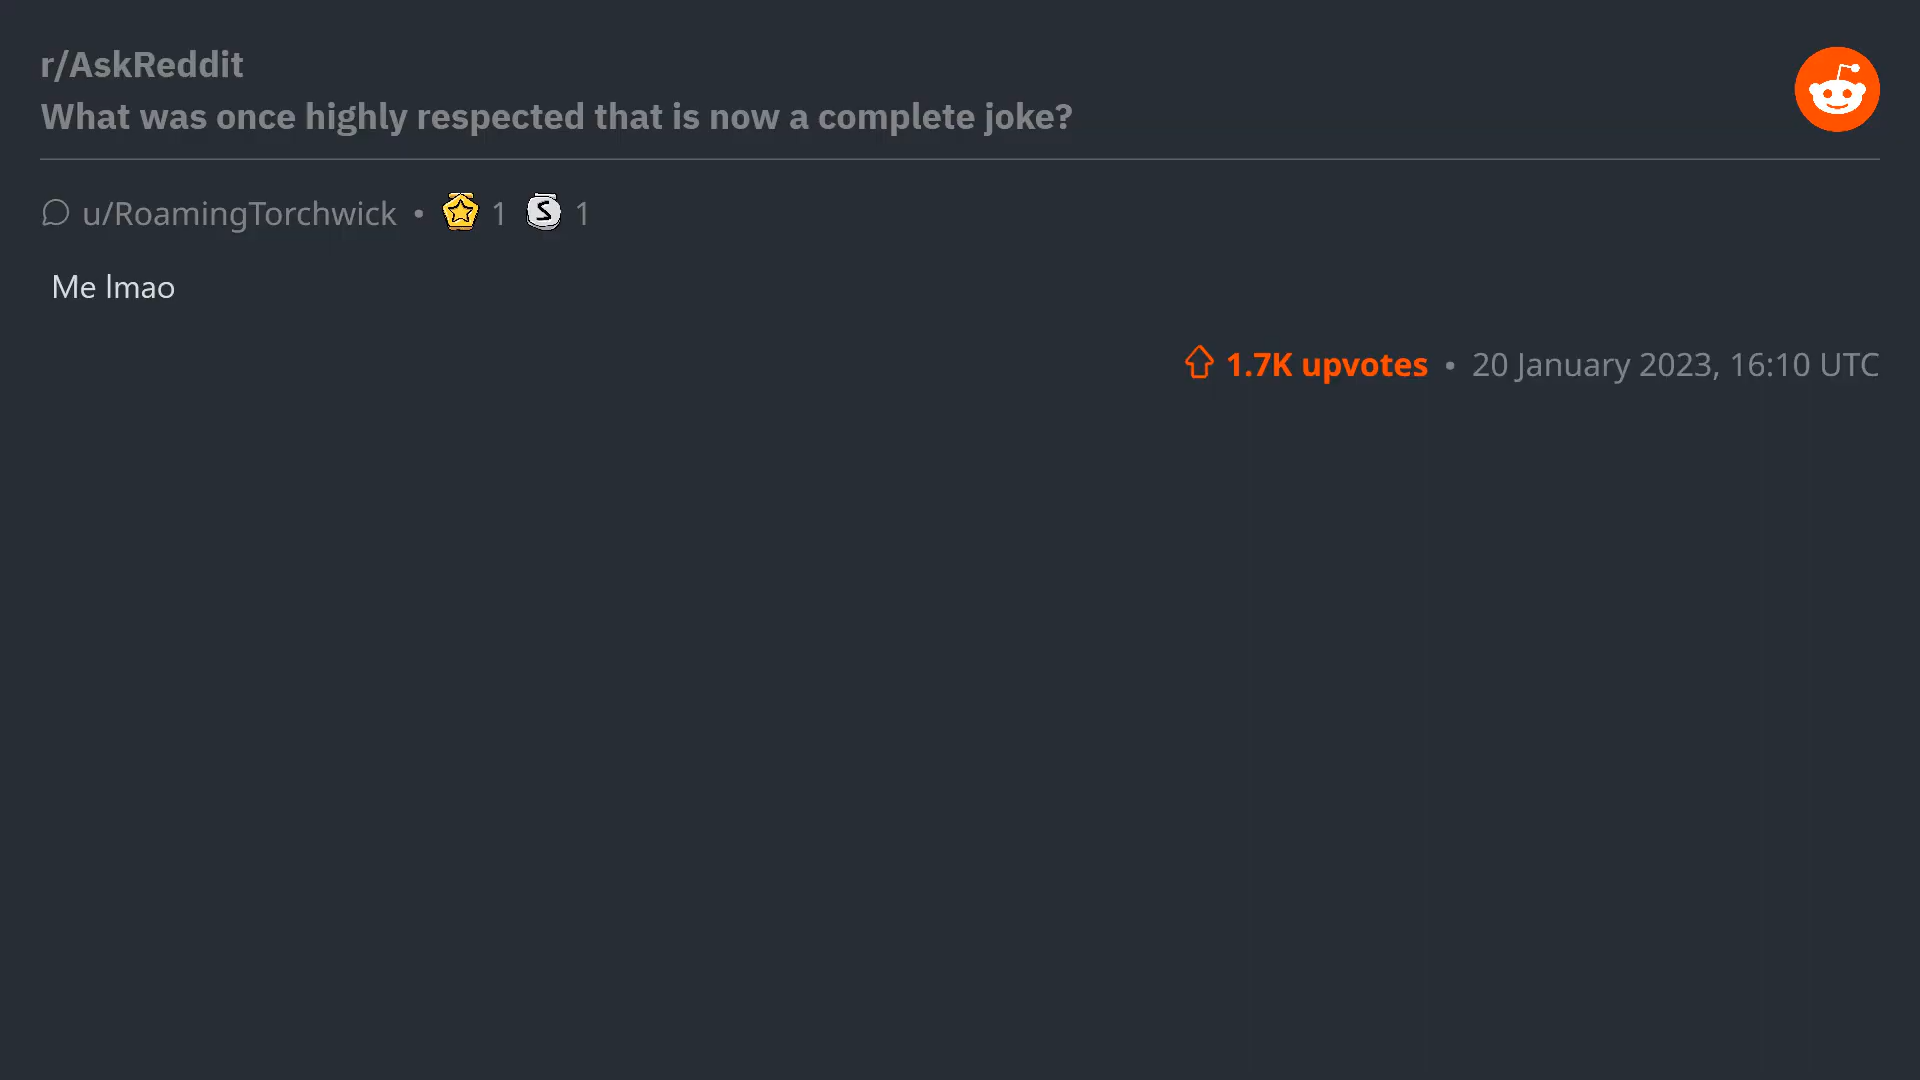 r/AskReddit
What was once highly respected that is now a complete joke?
u/RoamingTorchwick • 1 S 1
Me lmao
1.7K upvotes • 20 January 2023, 16:10 UTC